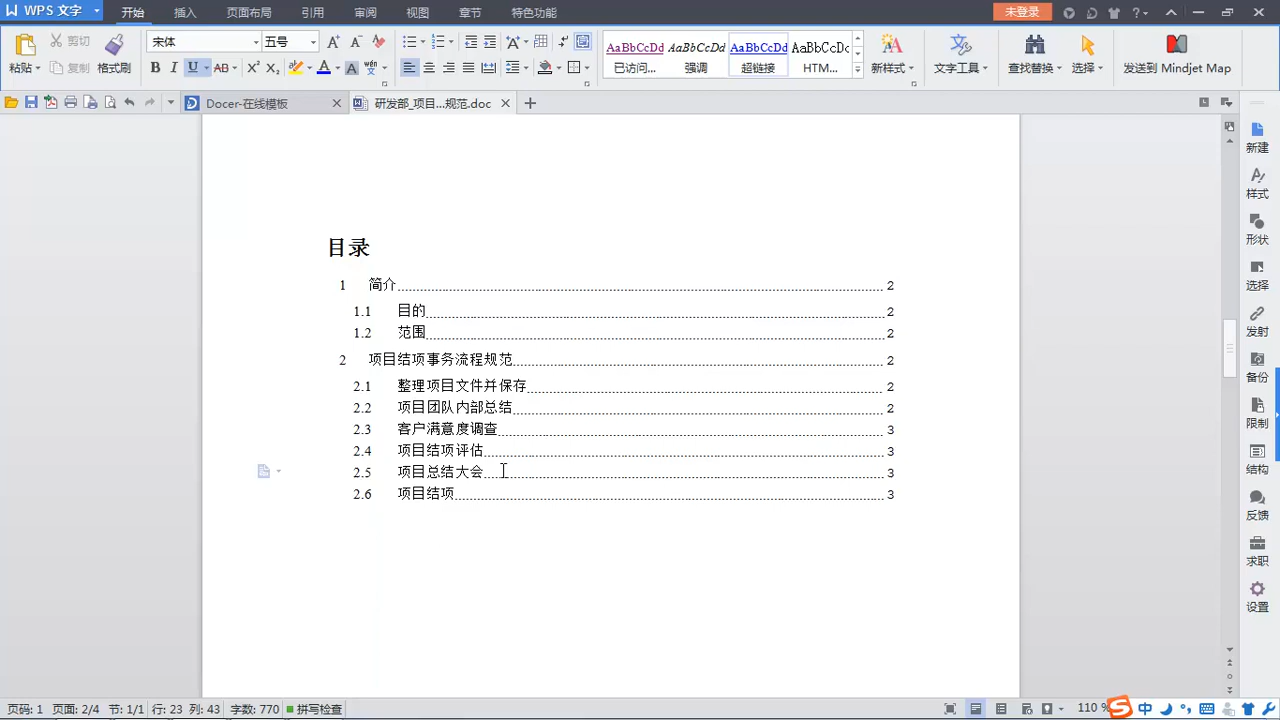 WPS 文字
开始 插入 页面布局 引用 审阅 视图 章节 特色功能
未登录
粘贴 剪切 复制 格式刷
宋体 五号
B I U AB X² X₂
AaBbCcDd AaBbCcDd AaBbCcDd AaBbCcDc
已访问... 强调 超链接 HTM...
新样式 文字工具 查找替换 选择 发送到 Mindjet Map
Docer-在线模板 研发部_项目...规范.doc
新建
样式
形状
选择
发射
备份
限制
结构
反馈
求职
设置
目录
1 简介 2
1.1 目的 2
1.2 范围 2
2 项目结项事务流程规范 2
2.1 整理项目文件并保存 2
2.2 项目团队内部总结 2
2.3 客户满意度调查 3
2.4 项目结项评估 3
2.5 项目总结大会 3
2.6 项目结项 3
页码: 1 页面: 2/4 节: 1/1 行: 23 列: 43 字数: 770 拼写检查 110 % 中